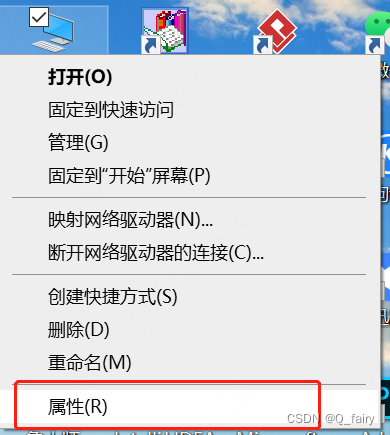 打开(O)
固定到快速访问
管理(G)
固定到“开始”屏幕(P)
映射网络驱动器(N)...
断开网络驱动器的连接(C)...
创建快捷方式(S)
删除(D)
重命名(M)
属性(R)
CSDN @Q_fairy